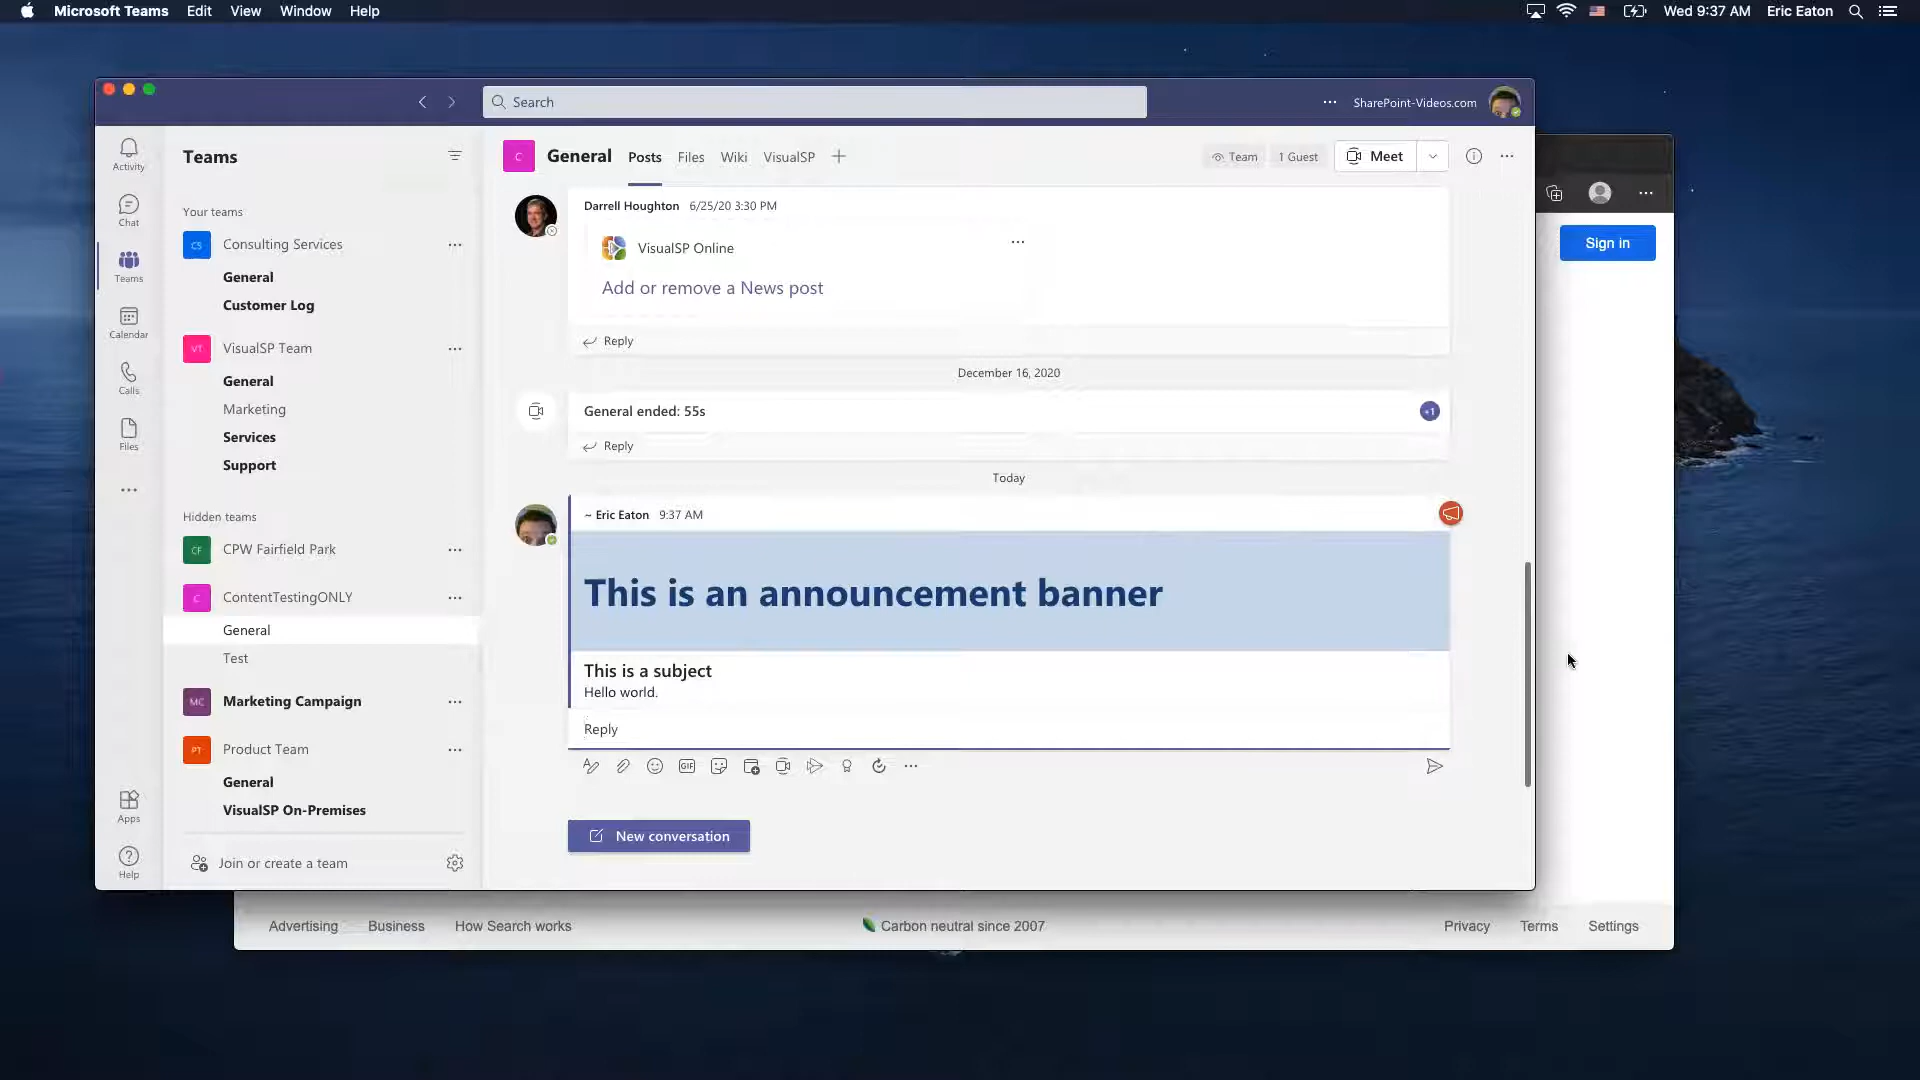 Microsoft Teams Edit View Window Help
Wed 9:37 AM Eric Eaton
Search
SharePoint-Videos.com
Activity
Chat
Teams
Calendar
Calls
Files
Apps
Help
Teams
Your teams
CS Consulting Services
General
Customer Log
VT VisualSP Team
General
Marketing
Services
Support
Hidden teams
CF CPW Fairfield Park
C ContentTestingONLY
General
Test
MC Marketing Campaign
PT Product Team
General
VisualSP On-Premises
Join or create a team
C General Posts Files Wiki VisualSP
Team 1 Guest Meet
Darrell Houghton 6/25/20 3:30 PM
VisualSP Online
Add or remove a News post
Reply
December 16, 2020
General ended: 55s
+1
Reply
Today
~ Eric Eaton 9:37 AM
This is an announcement banner
This is a subject
Hello world.
Reply
GIF
New conversation
Sign in
Advertising Business How Search works
Carbon neutral since 2007
Privacy Terms Settings